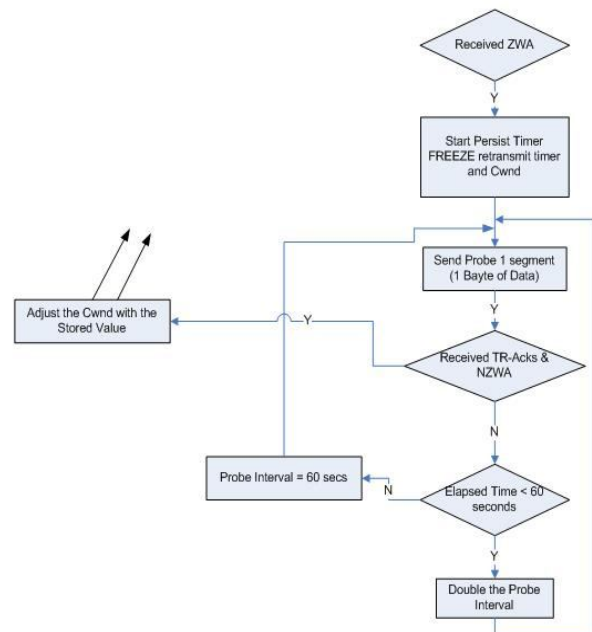 Received ZWA
Y
Start Persist Timer
FREEZE retransmit timer
and Cwnd
Send Probe 1 segment
(1 Bayte of Data)
Adjust the Cwnd with the
Stored Value
Y
Y
Received TR-Acks &
NZWA
N
Probe Interval = 60 secs
N
Elapsed Time < 60
seconds
Y
Double the Probe
Interval